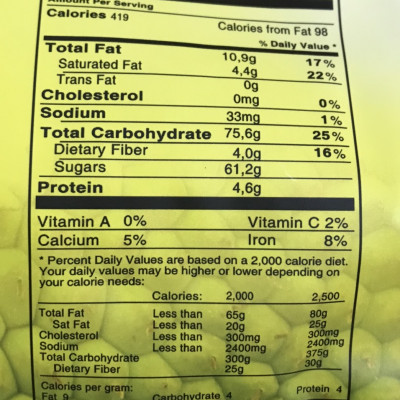 Amount Per Serving
Calories 419 Calories from Fat 98
% Daily Value *
Total Fat 10,9g 17%
Saturated Fat 4,4g 22%
Trans Fat 0g
Cholesterol 0mg 0%
Sodium 33mg 1%
Total Carbohydrate 75,6g 25%
Dietary Fiber 4,0g 16%
Sugars 61,2g
Protein 4,6g
Vitamin A 0% Vitamin C 2%
Calcium 5% Iron 8%
* Percent Daily Values are based on a 2,000 calorie diet.
Your daily values may be higher or lower depending on
your calorie needs:
Calories: 2,000 2,500
Total Fat Less than 65g 80g
Sat Fat Less than 20g 25g
Cholesterol Less than 300mg 300mg
Sodium Less than 2400mg 2400mg
Total Carbohydrate 300g 375g
Dietary Fiber 25g 30g
Calories per gram:
Fat 9 Carbohydrate 4 Protein 4